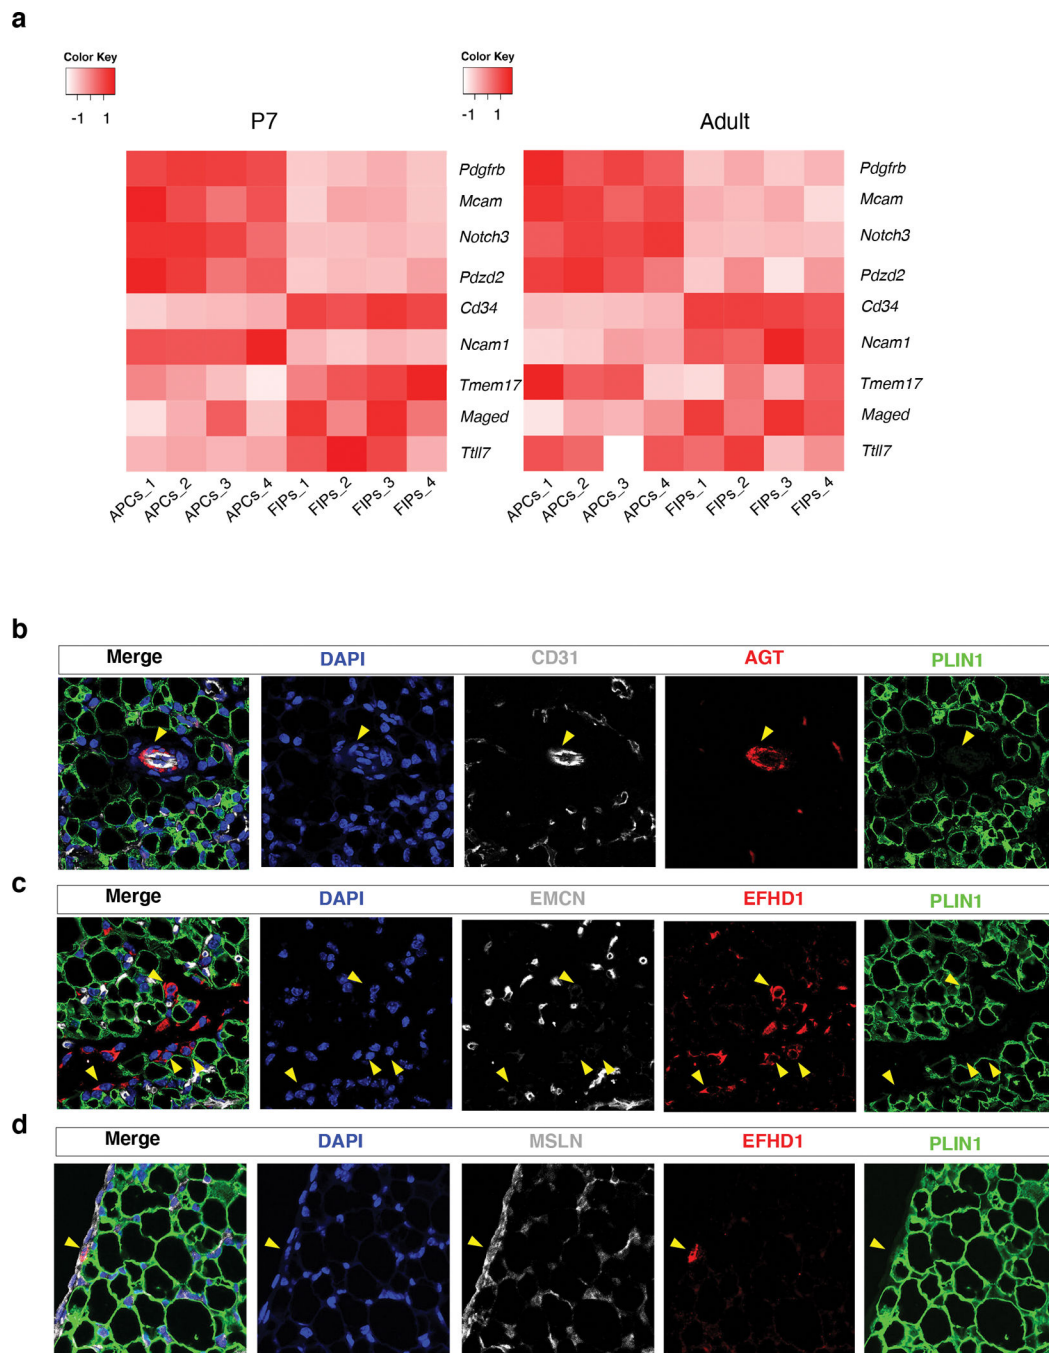 a
Color Key
-1 1
P7
Pdgfrb
Mcam
Notch3
Pdzd2
Cd34
Ncam1
Tmem17
Maged
Ttll7
APCs_1 APCs_2 APCs_3 APCs_4 FIPs_1 FIPs_2 FIPs_3 FIPs_4
Color Key
-1 1
Adult
Pdgfrb
Mcam
Notch3
Pdzd2
Cd34
Ncam1
Tmem17
Maged
Ttll7
APCs_1 APCs_2 APCs_3 APCs_4 FIPs_1 FIPs_2 FIPs_3 FIPs_4
b
Merge DAPI CD31 AGT PLIN1
c
Merge DAPI EMCN EFHD1 PLIN1
d
Merge DAPI MSLN EFHD1 PLIN1